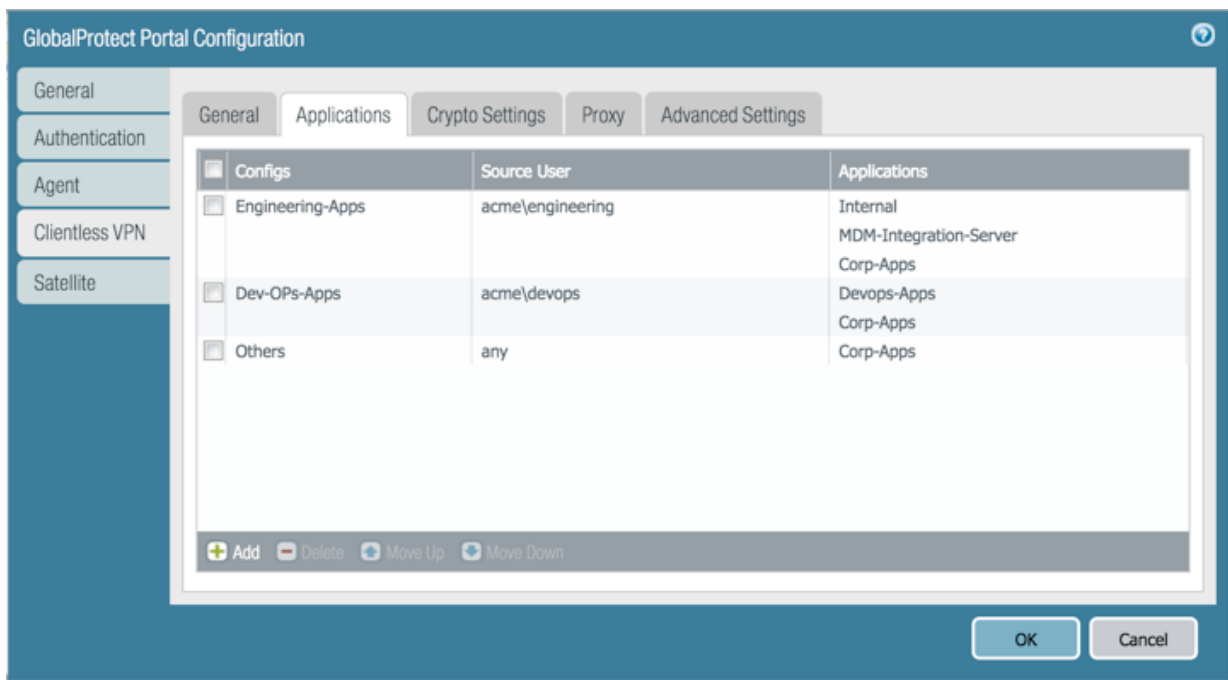 GlobalProtect Portal Configuration
General
Authentication
Agent
Clientless VPN
Satellite
General Applications Crypto Settings Proxy Advanced Settings
Configs Source User Applications
Engineering-Apps acme\engineering Internal
MDM-Integration-Server
Corp-Apps
Dev-OPs-Apps acme\devops Devops-Apps
Corp-Apps
Others any Corp-Apps
Add Delete Move Up Move Down
OK Cancel